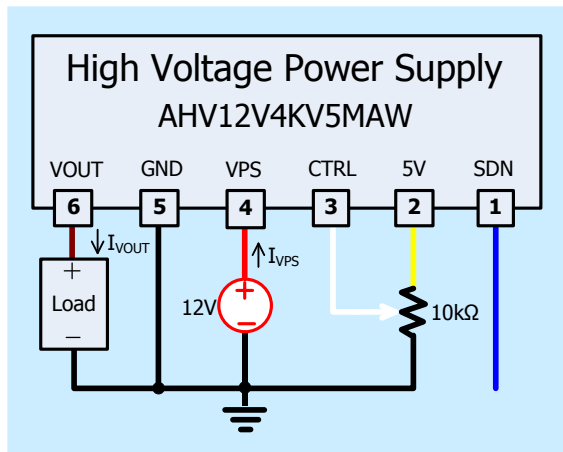 High Voltage Power Supply
AHV12V4KV5MAW
VOUT GND VPS CTRL 5V SDN
6 5 4 3 2 1
IVOUT IVPS
+ +
Load 12V 10kΩ
− −